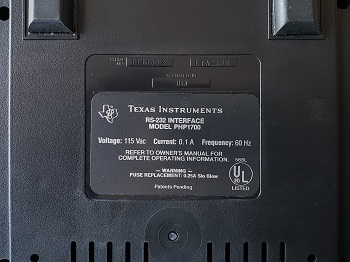 USA
TEXAS INSTRUMENTS
RS-232 INTERFACE
MODEL PHP1700
Voltage: 115 Vac Current: 0.1 A Frequency: 60 Hz
REFER TO OWNER'S MANUAL FOR
COMPLETE OPERATING INFORMATION.
566L
— WARNING —
FUSE REPLACEMENT: 0.25A Slo Blow
UL
LISTED
Patents Pending